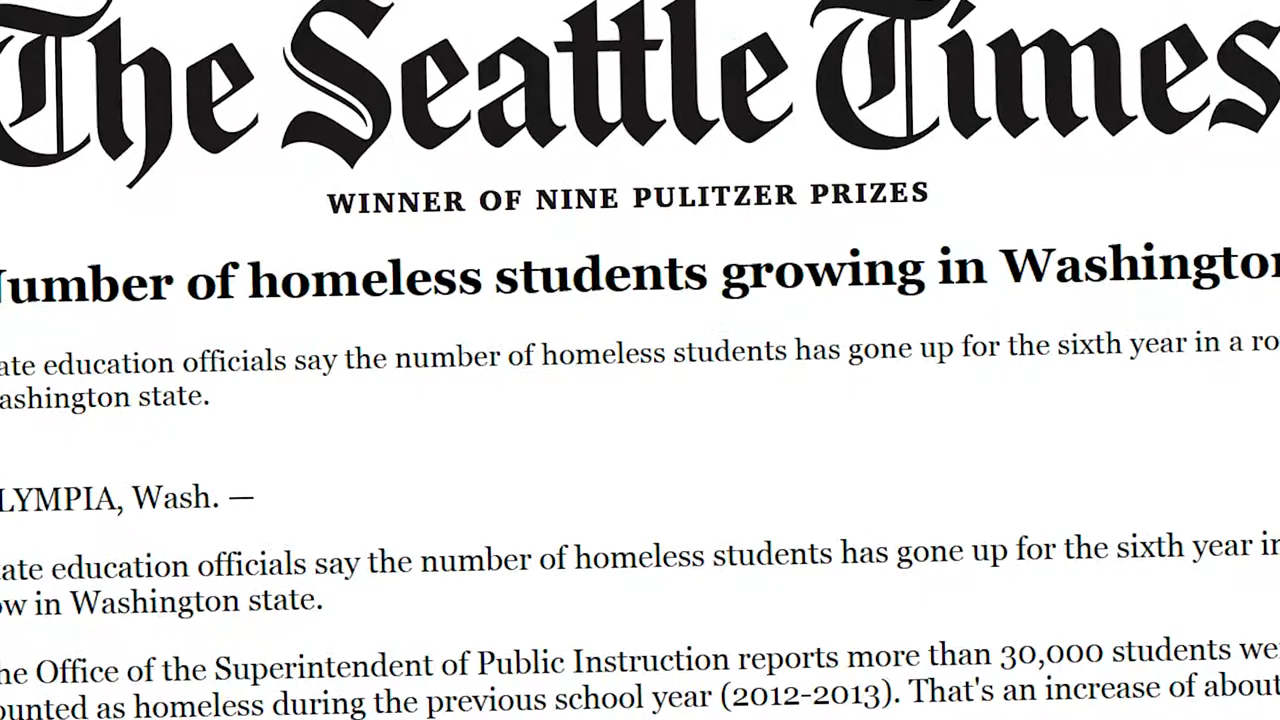 The Seattle Times
WINNER OF NINE PULITZER PRIZES
Number of homeless students growing in Washington
ate education officials say the number of homeless students has gone up for the sixth year in a ro
ashington state.
LYMPIA, Wash. —
ate education officials say the number of homeless students has gone up for the sixth year in
ow in Washington state.
he Office of the Superintendent of Public Instruction reports more than 30,000 students we
ounted as homeless during the previous school year (2012-2013). That's an increase of about